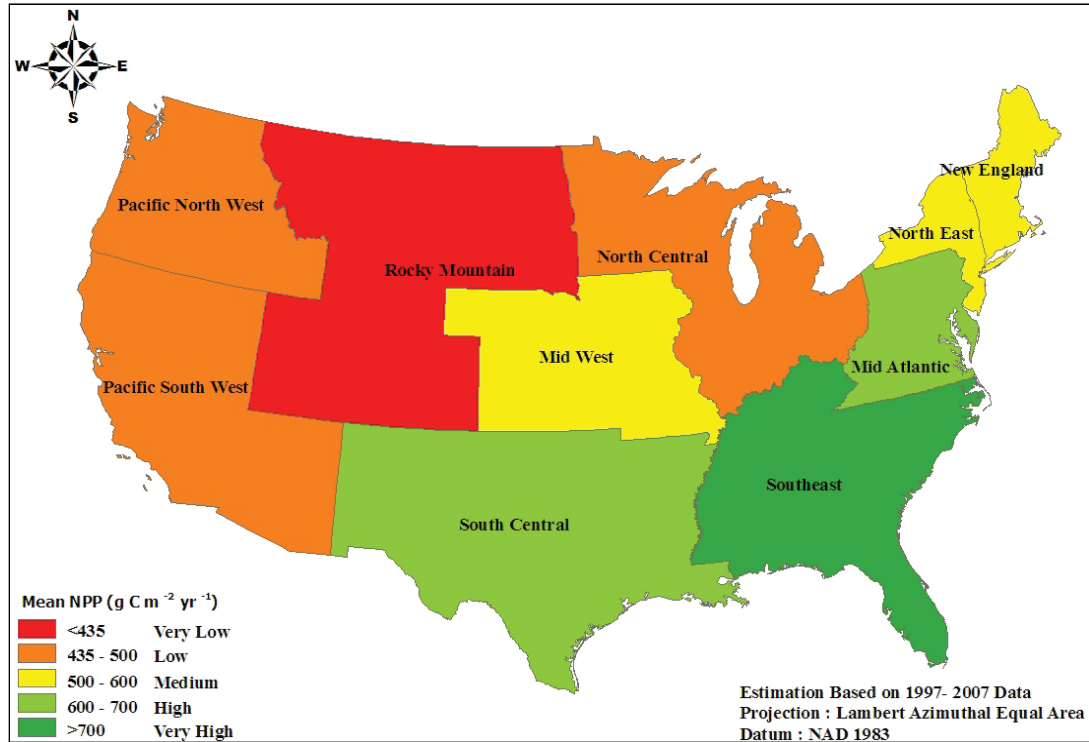 N
W E
S
New England
Pacific North West
North East
North Central
Rocky Mountain
Mid West
Mid Atlantic
Pacific South West
Southeast
South Central
Mean NPP (g C m ⁻² yr ⁻¹)
<435 Very Low
435 - 500 Low
500 - 600 Medium
600 - 700 High
>700 Very High
Estimation Based on 1997- 2007 Data
Projection : Lambert Azimuthal Equal Area
Datum : NAD 1983